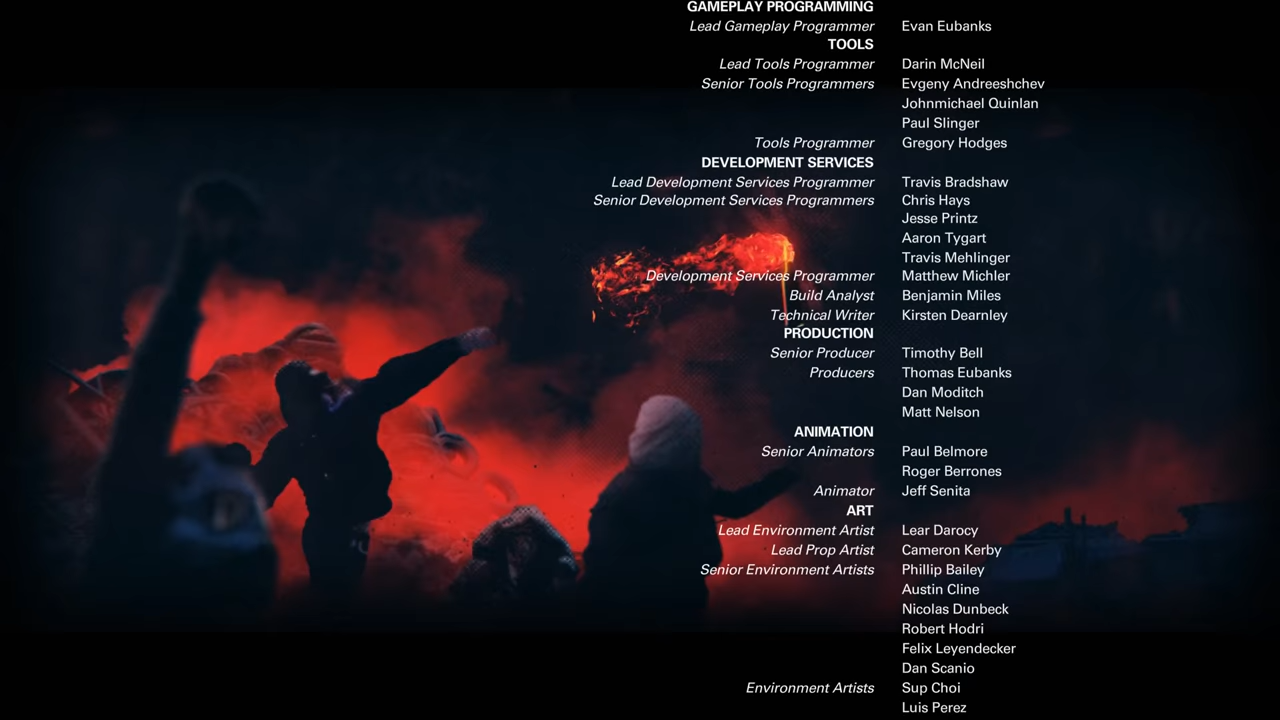 GAMEPLAY PROGRAMMING
Lead Gameplay Programmer Evan Eubanks
TOOLS
Lead Tools Programmer Darin McNeil
Senior Tools Programmers Evgeny Andreeshchev
Johnmichael Quinlan
Paul Slinger
Tools Programmer Gregory Hodges
DEVELOPMENT SERVICES
Lead Development Services Programmer Travis Bradshaw
Senior Development Services Programmers Chris Hays
Jesse Printz
Aaron Tygart
Travis Mehlinger
Development Services Programmer Matthew Michler
Build Analyst Benjamin Miles
Technical Writer Kirsten Dearnley
PRODUCTION
Senior Producer Timothy Bell
Producers Thomas Eubanks
Dan Moditch
Matt Nelson
ANIMATION
Senior Animators Paul Belmore
Roger Berrones
Animator Jeff Senita
ART
Lead Environment Artist Lear Darocy
Lead Prop Artist Cameron Kerby
Senior Environment Artists Phillip Bailey
Austin Cline
Nicolas Dunbeck
Robert Hodri
Felix Leyendecker
Dan Scanio
Environment Artists Sup Choi
Luis Perez